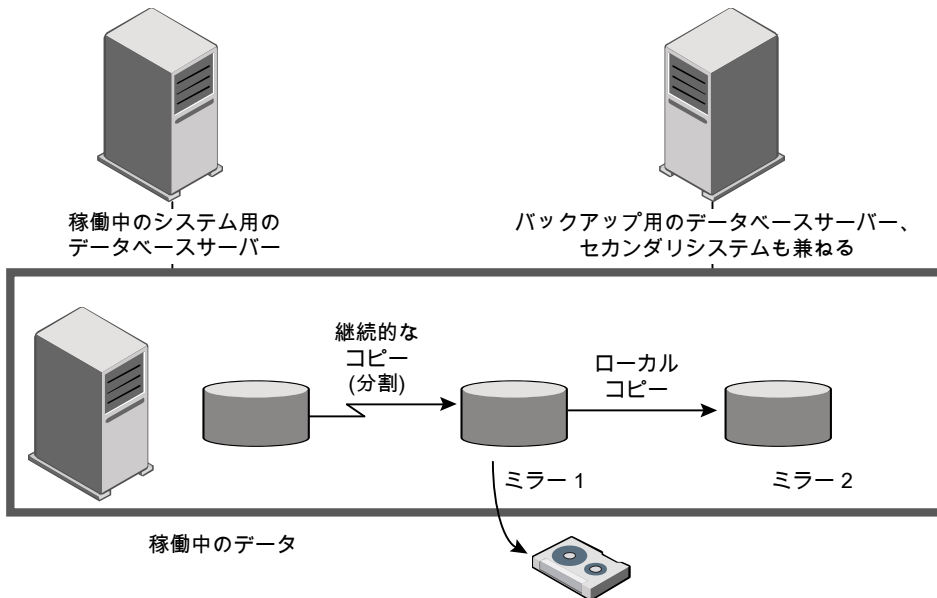 稼働中のシステム用の
データベースサーバー
バックアップ用のデータベースサーバー、
セカンダリシステムも兼ねる
継続的な
コピー
(分割)
ローカル
コピー
ミラー 1
ミラー 2
稼働中のデータ